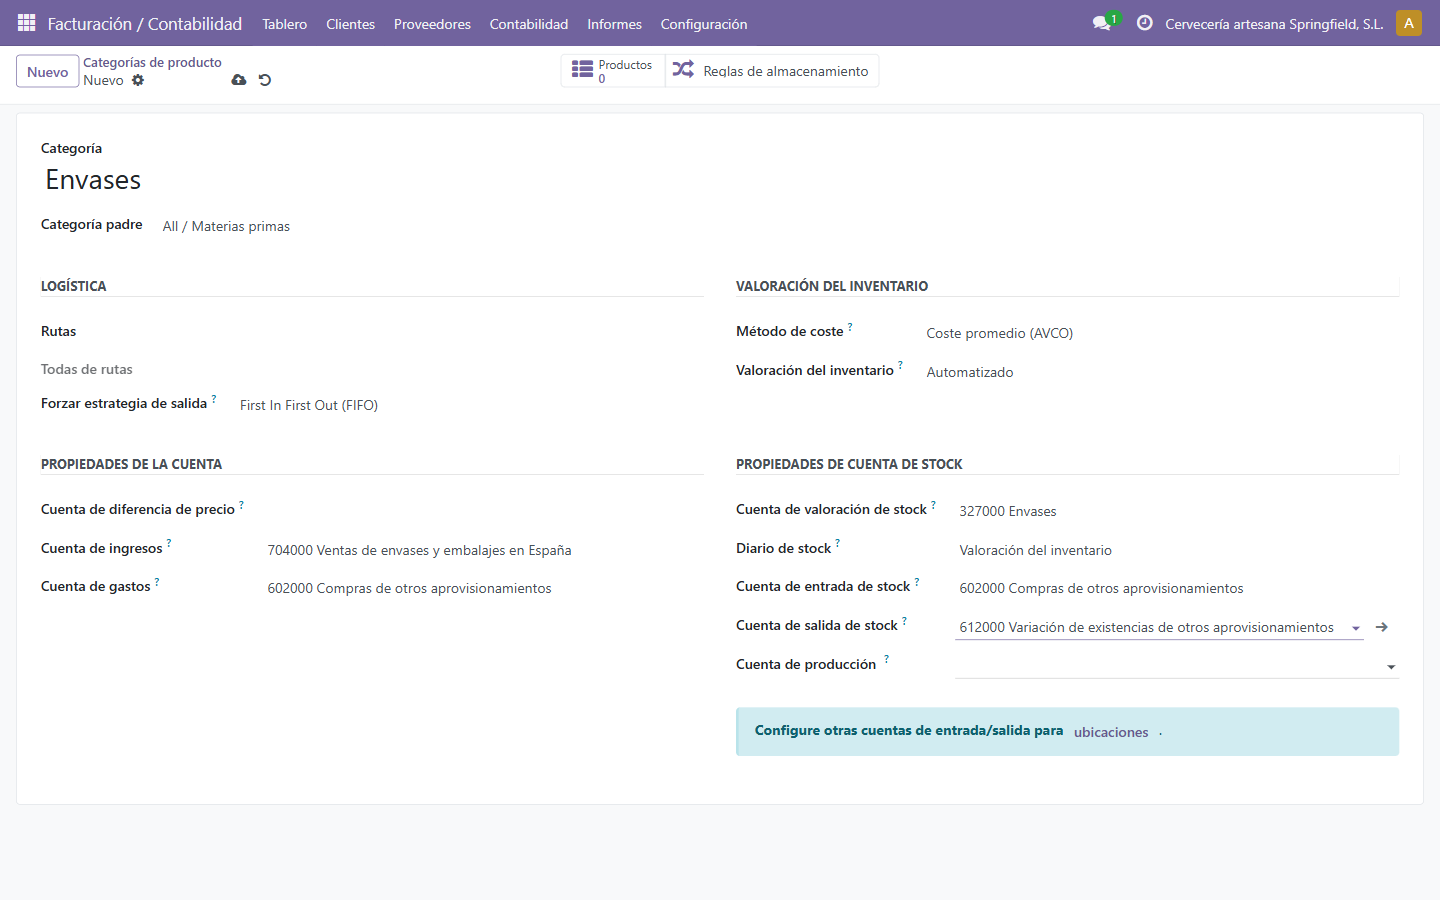 Facturación / Contabilidad Tablero Clientes Proveedores Contabilidad Informes Configuración 1 Cervecería artesana Springfield, S.L. A
Nuevo Categorías de producto
Nuevo
Productos
0
Reglas de almacenamiento
Categoría
Envases
Categoría padre All / Materias primas
LOGÍSTICA
Rutas
Todas de rutas
Forzar estrategia de salida ? First In First Out (FIFO)
VALORACIÓN DEL INVENTARIO
Método de coste ? Coste promedio (AVCO)
Valoración del inventario ? Automatizado
PROPIEDADES DE LA CUENTA
Cuenta de diferencia de precio ?
Cuenta de ingresos ? 704000 Ventas de envases y embalajes en España
Cuenta de gastos ? 602000 Compras de otros aprovisionamientos
PROPIEDADES DE CUENTA DE STOCK
Cuenta de valoración de stock ? 327000 Envases
Diario de stock ? Valoración del inventario
Cuenta de entrada de stock ? 602000 Compras de otros aprovisionamientos
Cuenta de salida de stock ? 612000 Variación de existencias de otros aprovisionamientos
Cuenta de producción ?
Configure otras cuentas de entrada/salida para ubicaciones .